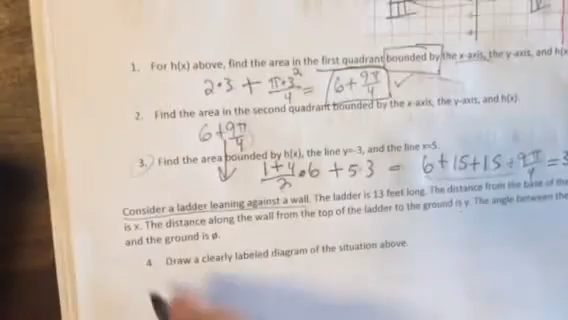 III
1. For h(x) above, find the area in the first quadrant bounded by the x-axis, the y-axis, and h(x
2•3 + π•3²/4 = 6+9π/4 ✓
2. Find the area in the second quadrant bounded by the x-axis, the y-axis, and h(x).
6+9π/4
3. Find the area bounded by h(x), the line y=-3, and the line x=5.
1+4/2 •6 +5•3 = 6+15+15+9π/4 =3
Consider a ladder leaning against a wall. The ladder is 13 feet long. The distance from the base of the
is x. The distance along the wall from the top of the ladder to the ground is y. The angle between the
and the ground is ø.
4. Draw a clearly labeled diagram of the situation above.